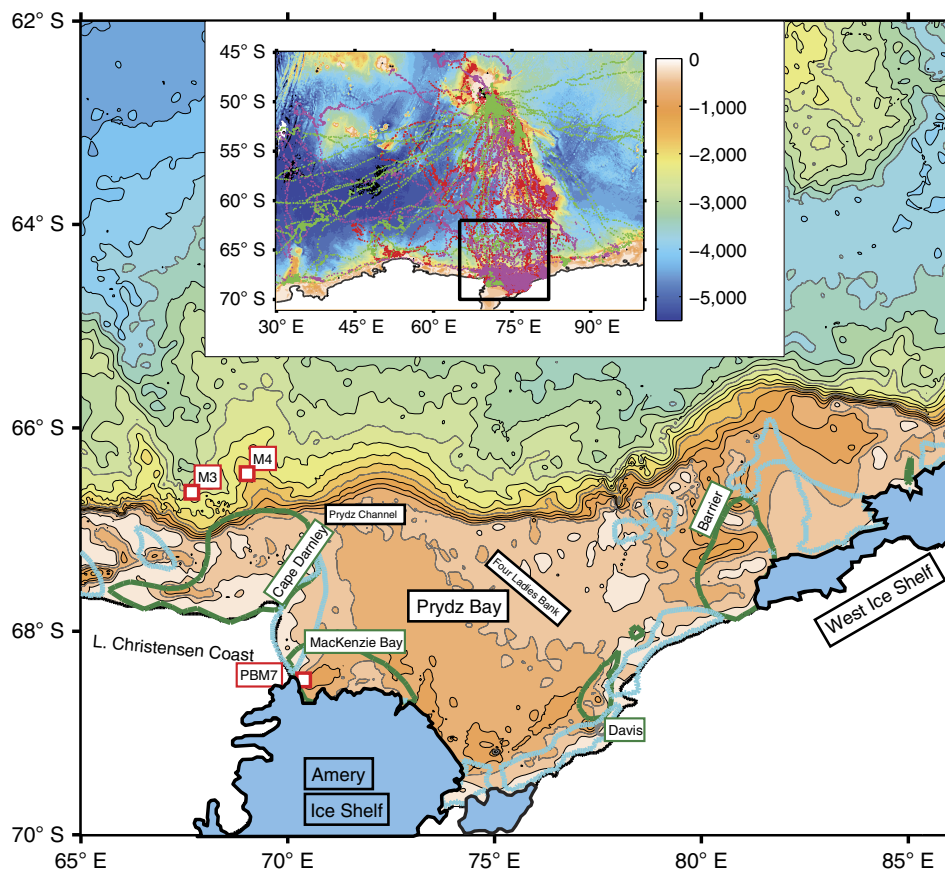 62° S
64° S
66° S
68° S
70° S
65° E
70° E
75° E
80° E
85° E
45° S
50° S
55° S
60° S
65° S
70° S
30° E
45° E
60° E
75° E
90° E
0
−1,000
−2,000
−3,000
−4,000
−5,000
M3
M4
Prydz Channel
Cape Darnley
Four Ladies Bank
Barrier
Prydz Bay
West Ice Shelf
L. Christensen Coast
MacKenzie Bay
PBM7
Davis
Amery
Ice Shelf